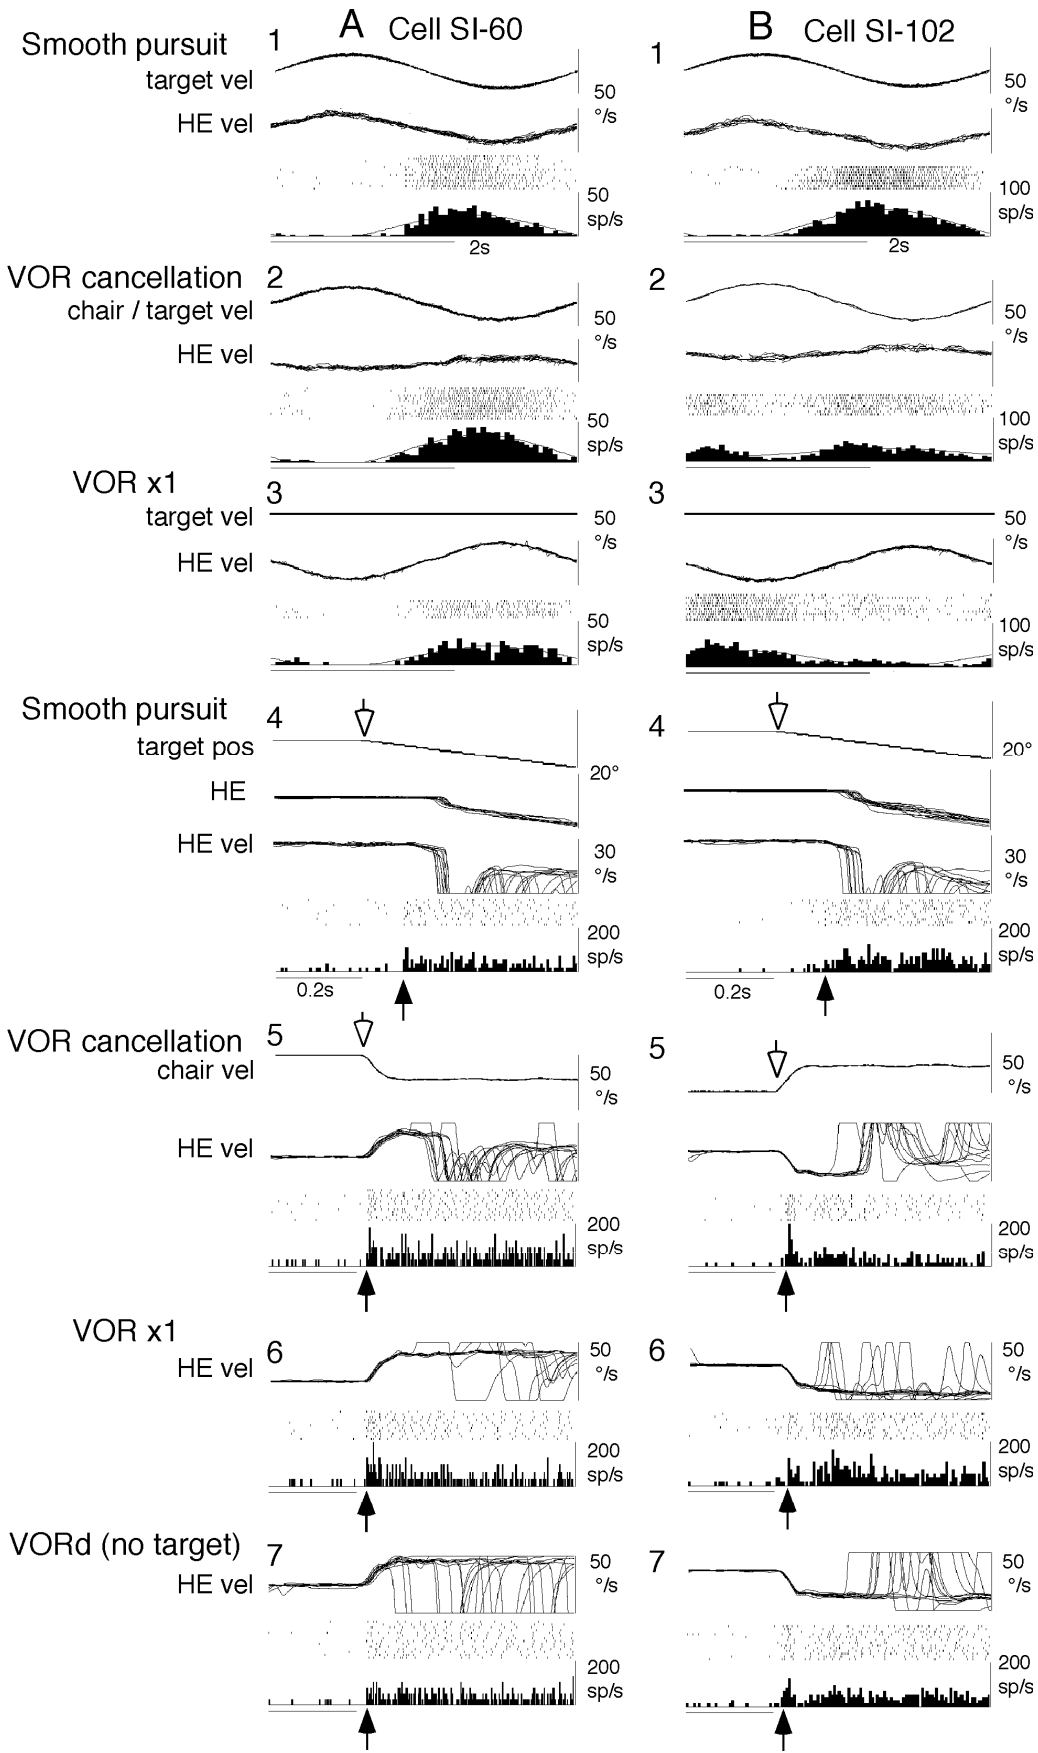 A Cell SI-60 B Cell SI-102
Smooth pursuit 1 1
target vel 50 50
°/s °/s
HE vel
50 100
sp/s sp/s
2s 2s
VOR cancellation 2 2
chair / target vel 50 50
°/s °/s
HE vel
50 100
sp/s sp/s
VOR x1 3 3
target vel 50 50
°/s °/s
HE vel
50 100
sp/s sp/s
Smooth pursuit 4 4
target pos 20° 20°
HE
HE vel 30 30
°/s °/s
200 200
sp/s sp/s
0.2s 0.2s
VOR cancellation 5 5
chair vel 50 50
°/s °/s
HE vel
200 200
sp/s sp/s
VOR x1 6 6
HE vel 50 50
°/s °/s
200 200
sp/s sp/s
VORd (no target) 7 7
HE vel 50 50
°/s °/s
200 200
sp/s sp/s